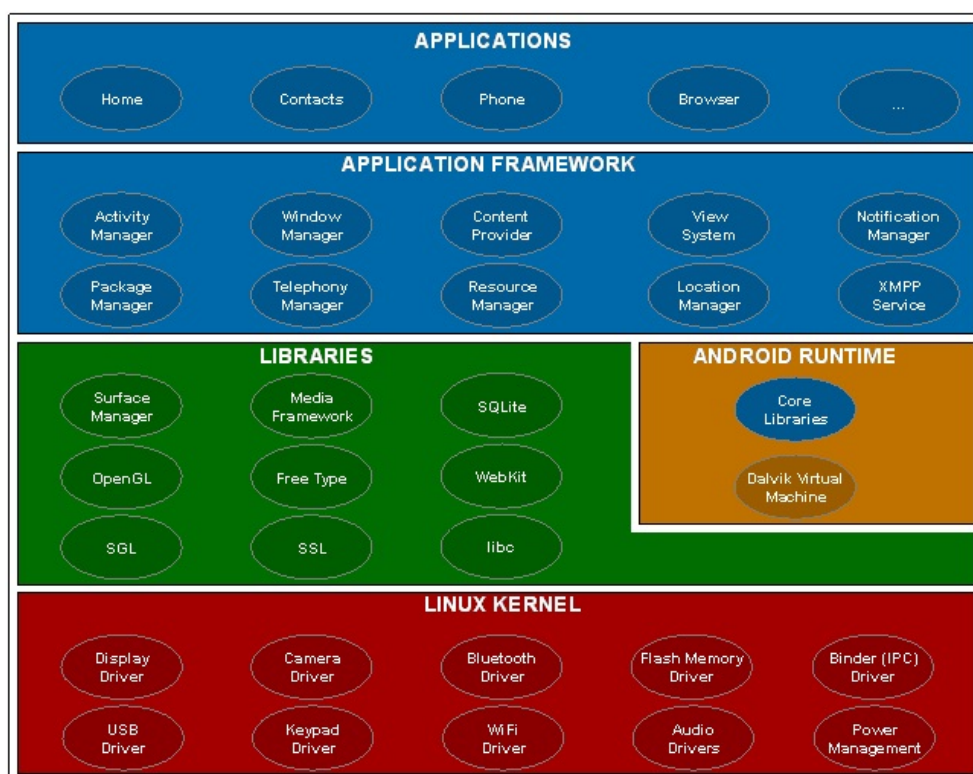 APPLICATIONS
Home
Contacts
Phone
Browser
...
APPLICATION FRAMEWORK
Activity
Manager
Window
Manager
Content
Provider
View
System
Notification
Manager
Package
Manager
Telephony
Manager
Resource
Manager
Location
Manager
XMPP
Service
LIBRARIES
Surface
Manager
Media
Framework
SQLite
OpenGL
Free Type
WebKit
SGL
SSL
libc
ANDROID RUNTIME
Core
Libraries
Dalvik Virtual
Machine
LINUX KERNEL
Display
Driver
Camera
Driver
Bluetooth
Driver
Flash Memory
Driver
Binder (IPC)
Driver
USB
Driver
Keypad
Driver
WiFi
Driver
Audio
Drivers
Power
Management